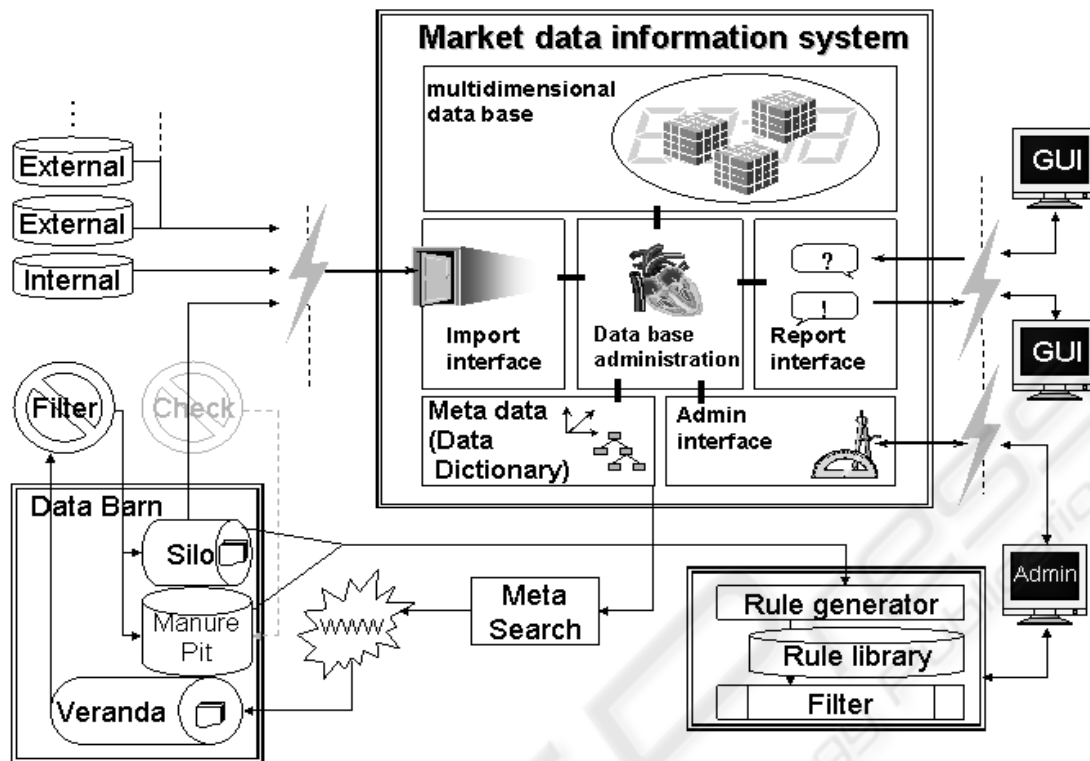 Market data information system
multidimensional
data base
External
External
Internal
GUI
GUI
?
!
Import
interface
Data base
administration
Report
interface
Filter
Check
Meta data
(Data
Dictionary)
Admin
interface
Data Barn
Silo
Manure
Pit
Veranda
WWW
Meta
Search
Rule generator
Rule library
Filter
Admin